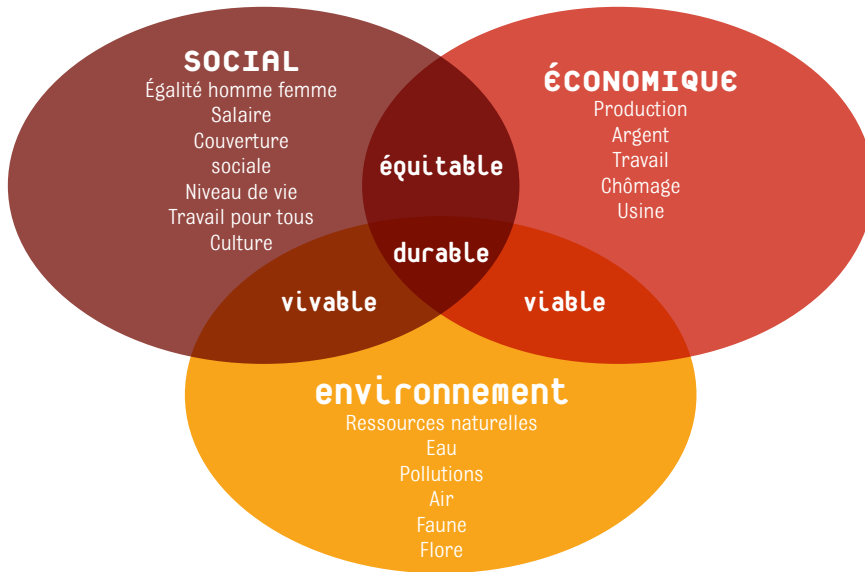 SOCIAL
Égalité homme femme
Salaire
Couverture
sociale
Niveau de vie
Travail pour tous
Culture
ÉCONOMIQUE
Production
Argent
Travail
Chômage
Usine
équitable
durable
vivable
viable
environnement
Ressources naturelles
Eau
Pollutions
Air
Faune
Flore